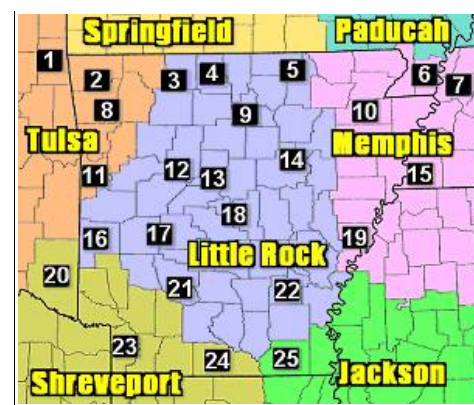 Springfield Paducah
1 2 3 4 5 6 7
8 9 10
Tulsa Memphis
11 12 13 14 15
16 17 18 19
Little Rock
20 21 22
23 24 25
Shreveport Jackson